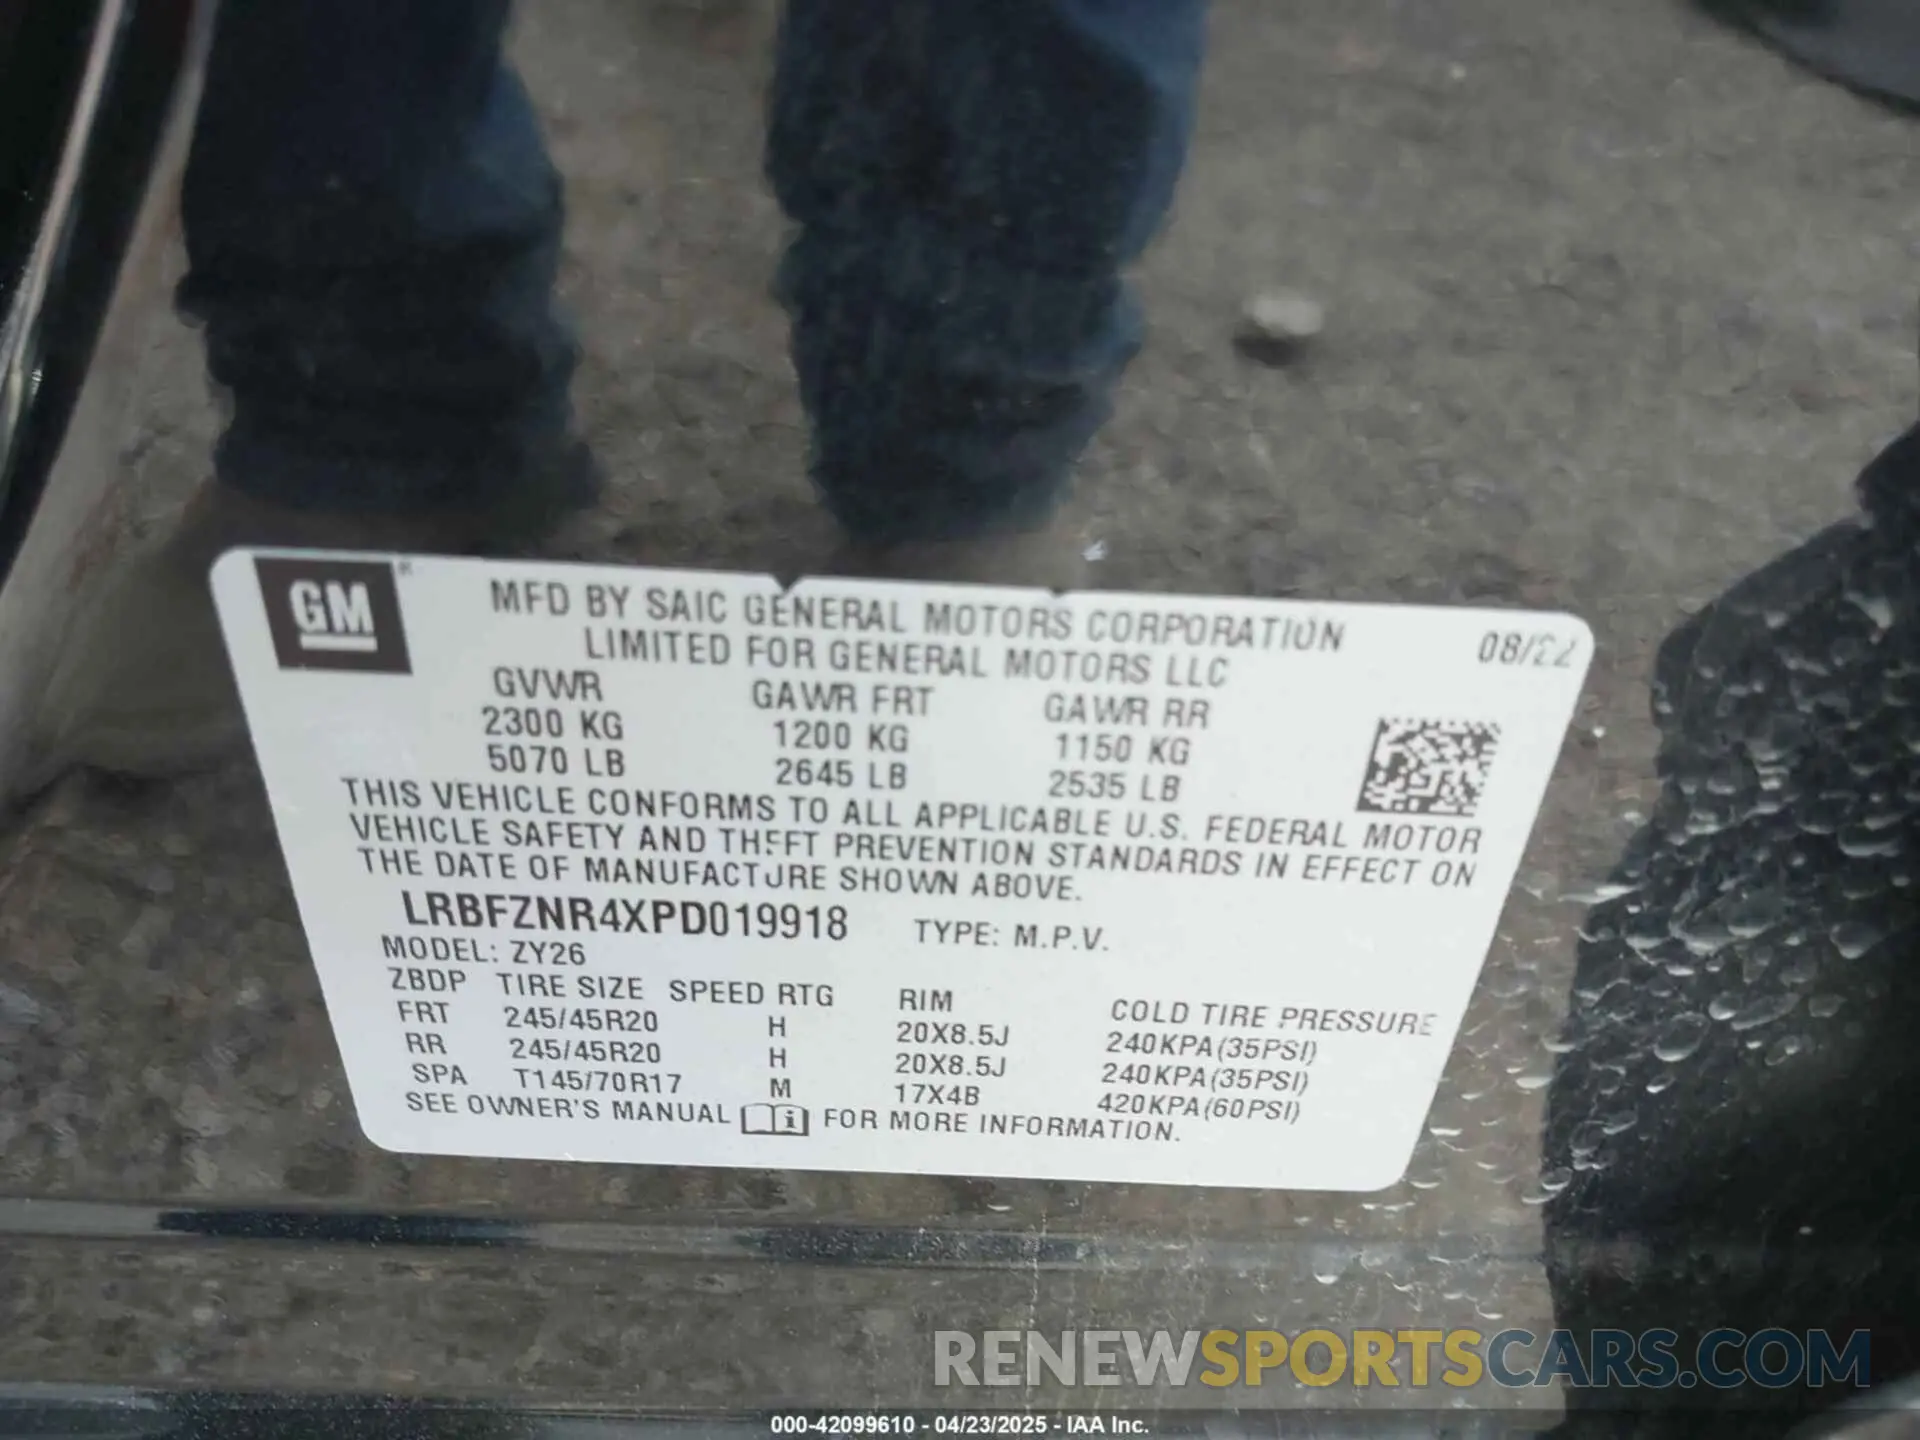 GM ®
MFD BY SAIC GENERAL MOTORS CORPORATION
LIMITED FOR GENERAL MOTORS LLC
08/22
GVWR GAWR FRT GAWR RR
2300 KG 1200 KG 1150 KG
5070 LB 2645 LB 2535 LB
THIS VEHICLE CONFORMS TO ALL APPLICABLE U.S. FEDERAL MOTOR
VEHICLE SAFETY AND THEFT PREVENTION STANDARDS IN EFFECT ON
THE DATE OF MANUFACTURE SHOWN ABOVE.
LRBFZNR4XPD019918 TYPE: M.P.V.
MODEL: ZY26
ZBDP TIRE SIZE SPEED RTG RIM COLD TIRE PRESSURE
FRT 245/45R20 H 20X8.5J 240KPA(35PSI)
RR 245/45R20 H 20X8.5J 240KPA(35PSI)
SPA T145/70R17 M 17X4B 420KPA(60PSI)
SEE OWNER'S MANUAL i FOR MORE INFORMATION.
RENEWSPORTSCARS.COM
000-42099610 - 04/23/2025 - IAA Inc.